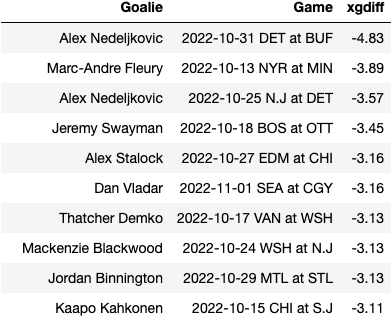 Goalie Game xgdiff
Alex Nedeljkovic 2022-10-31 DET at BUF -4.83
Marc-Andre Fleury 2022-10-13 NYR at MIN -3.89
Alex Nedeljkovic 2022-10-25 N.J at DET -3.57
Jeremy Swayman 2022-10-18 BOS at OTT -3.45
Alex Stalock 2022-10-27 EDM at CHI -3.16
Dan Vladar 2022-11-01 SEA at CGY -3.16
Thatcher Demko 2022-10-17 VAN at WSH -3.13
Mackenzie Blackwood 2022-10-24 WSH at N.J -3.13
Jordan Binnington 2022-10-29 MTL at STL -3.13
Kaapo Kahkonen 2022-10-15 CHI at S.J -3.11